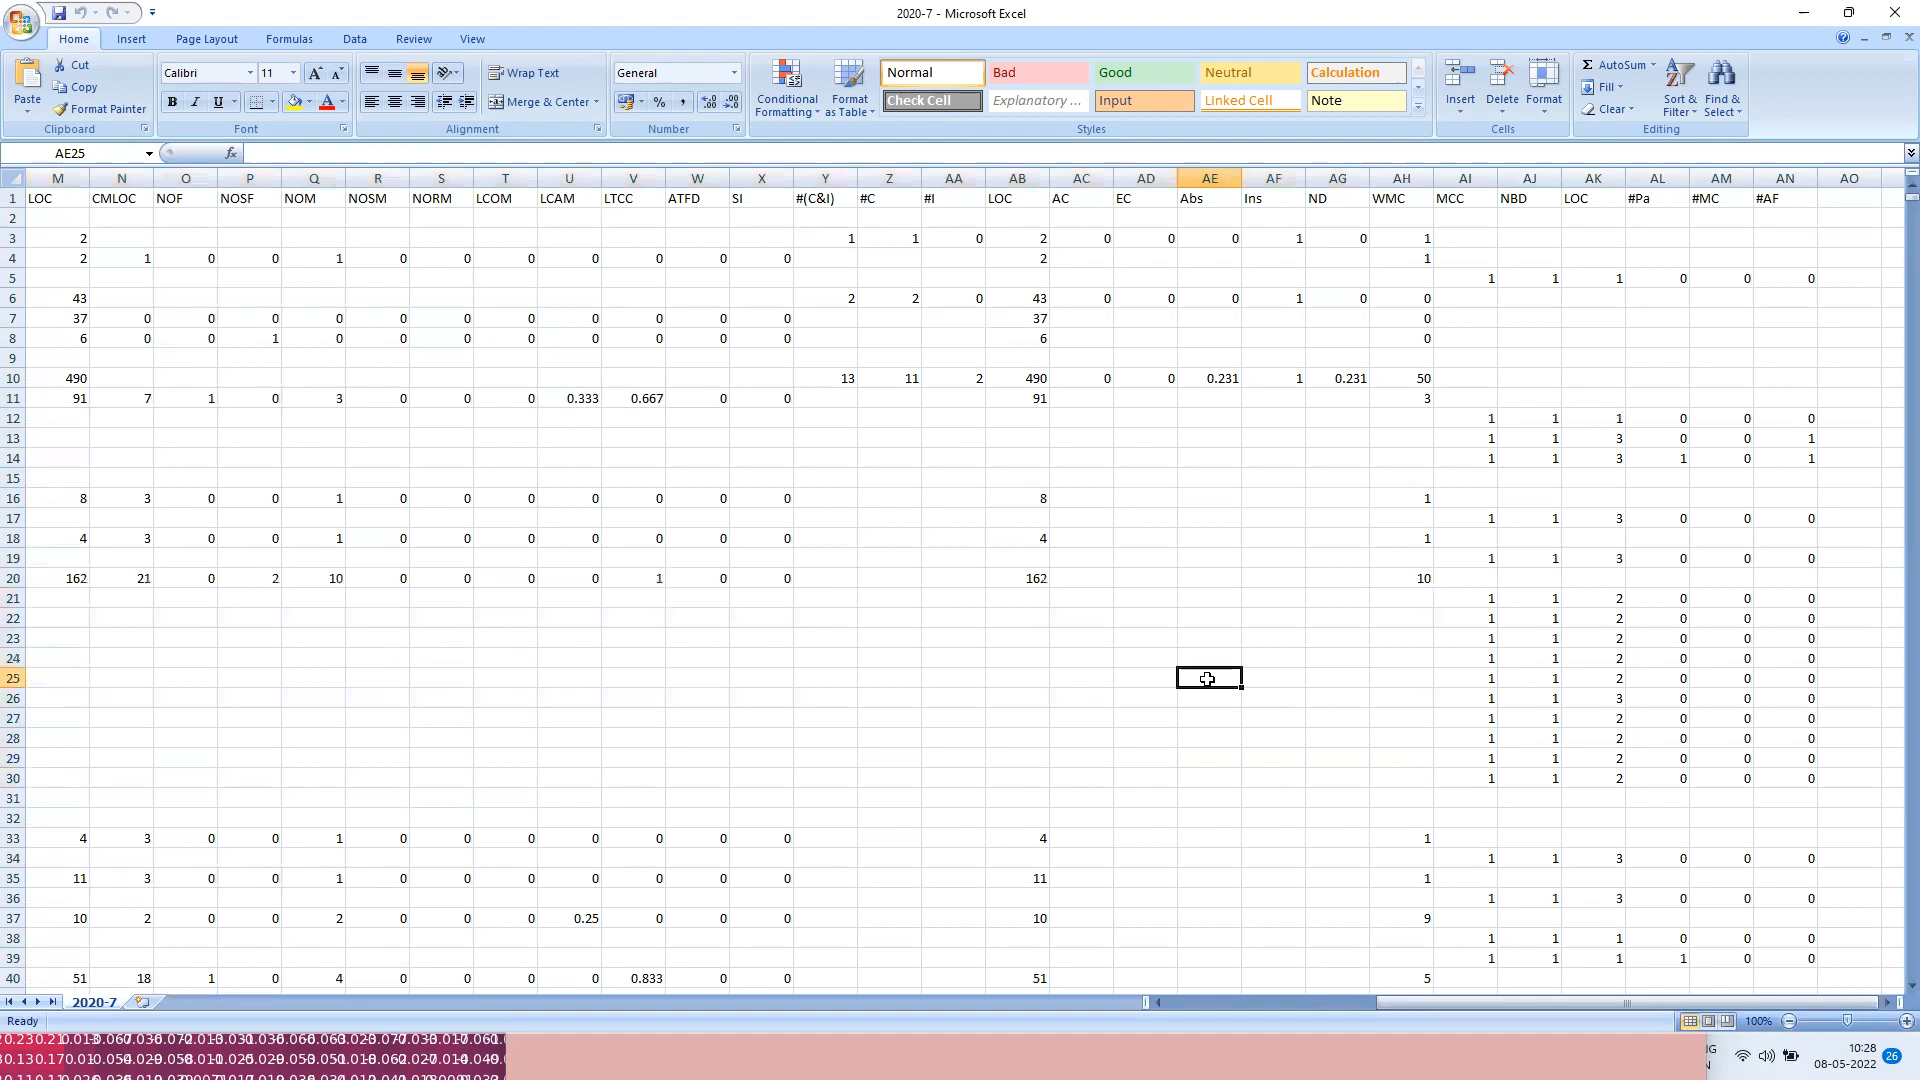 2020-7 - Microsoft Excel
Home Insert Page Layout Formulas Data Review View
Paste Cut Copy Format Painter Clipboard
Calibri 11 A A B I U A Font
Wrap Text Merge & Center Alignment
General % , Number
Conditional Formatting Format as Table
Normal Bad Good Neutral Calculation
Check Cell Explanatory ... Input Linked Cell Note
Styles
Insert Delete Format Cells
Σ AutoSum Fill Clear Sort & Filter Find & Select Editing
AE25 fx
M N O P Q R S T U V W X Y Z AA AB AC AD AE AF AG AH AI AJ AK AL AM AN AO
1 LOC CMLOC NOF NOSF NOM NOSM NORM LCOM LCAM LTCC ATFD SI #(C&I) #C #I LOC AC EC Abs Ins ND WMC MCC NBD LOC #Pa #MC #AF
2
3 2 1 1 0 2 0 0 0 1 0 1
4 2 1 0 0 1 0 0 0 0 0 0 0 2 1
5 1 1 1 0 0 0
6 43 2 2 0 43 0 0 0 1 0 0
7 37 0 0 0 0 0 0 0 0 0 0 0 37 0
8 6 0 0 1 0 0 0 0 0 0 0 0 6 0
9
10 490 13 11 2 490 0 0 0.231 1 0.231 50
11 91 7 1 0 3 0 0 0 0.333 0.667 0 0 91 3
12 1 1 1 0 0 0
13 1 1 3 0 0 1
14 1 1 3 1 0 1
15
16 8 3 0 0 1 0 0 0 0 0 0 0 8 1
17 1 1 3 0 0 0
18 4 3 0 0 1 0 0 0 0 0 0 0 4 1
19 1 1 3 0 0 0
20 162 21 0 2 10 0 0 0 0 1 0 0 162 10
21 1 1 2 0 0 0
22 1 1 2 0 0 0
23 1 1 2 0 0 0
24 1 1 2 0 0 0
25 1 1 2 0 0 0
26 1 1 3 0 0 0
27 1 1 2 0 0 0
28 1 1 2 0 0 0
29 1 1 2 0 0 0
30 1 1 2 0 0 0
31
32
33 4 3 0 0 1 0 0 0 0 0 0 0 4 1
34 1 1 3 0 0 0
35 11 3 0 0 1 0 0 0 0 0 0 0 11 1
36 1 1 3 0 0 0
37 10 2 0 0 2 0 0 0 0.25 0 0 0 10 9
38 1 1 1 0 0 0
39 1 1 1 1 0 0
40 51 18 1 0 4 0 0 0 0 0.833 0 0 51 5
2020-7
Ready 100%
10:28
08-05-2022
26